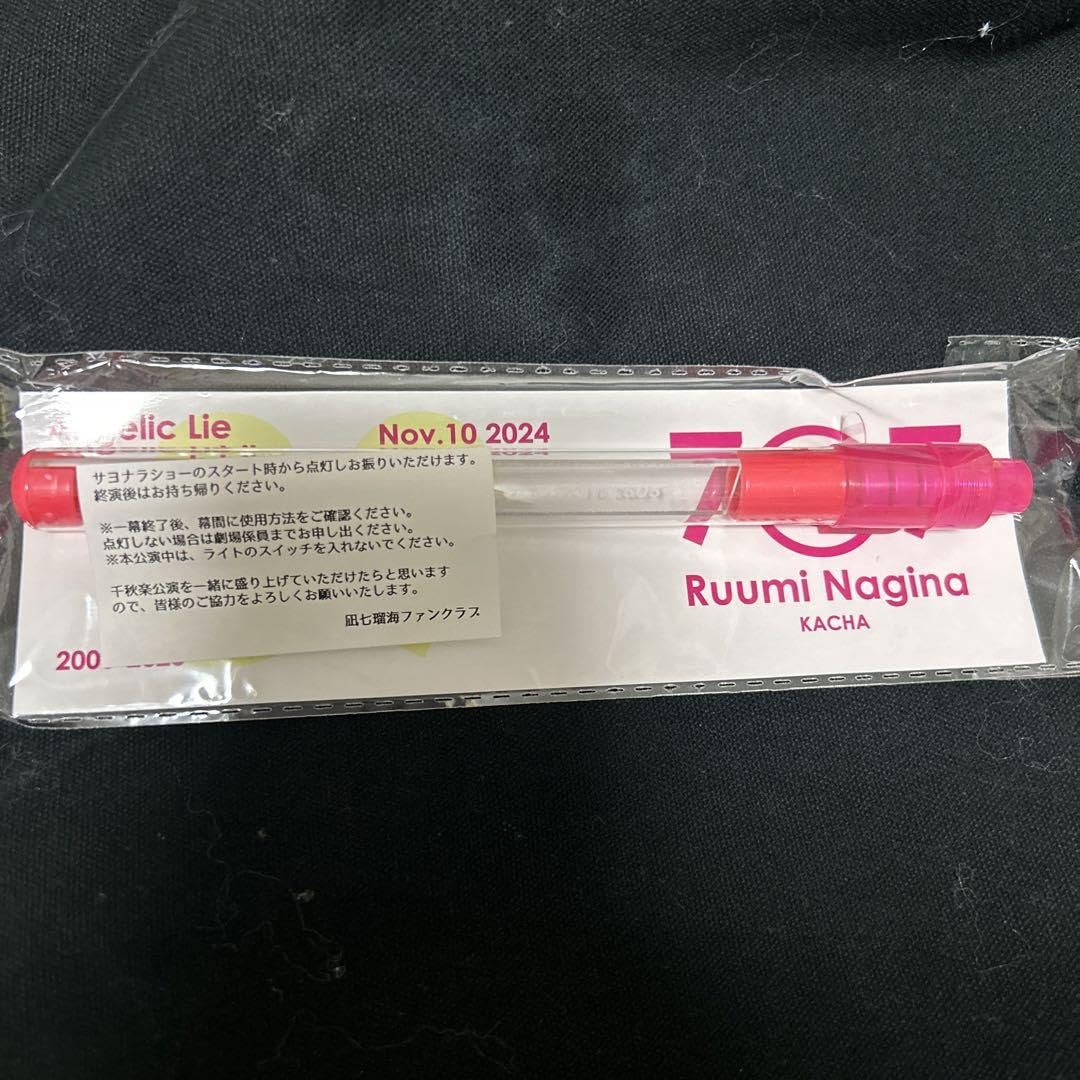 Angelic Lie
Nov.10 2024
サヨナラショーのスタート時から点灯しお振りいただけます。
終演後はお持ち帰りください。
※一幕終了後、幕間に使用方法をご確認ください。
点灯しない場合は劇場係員までお申し出ください。
※本公演中は、ライトのスイッチを入れないでください。
千秋楽公演を一緒に盛り上げていただけたらと思います
ので、皆様のご協力をよろしくお願いいたします。
凪七瑠海ファンクラブ
Ruumi Nagina
KACHA